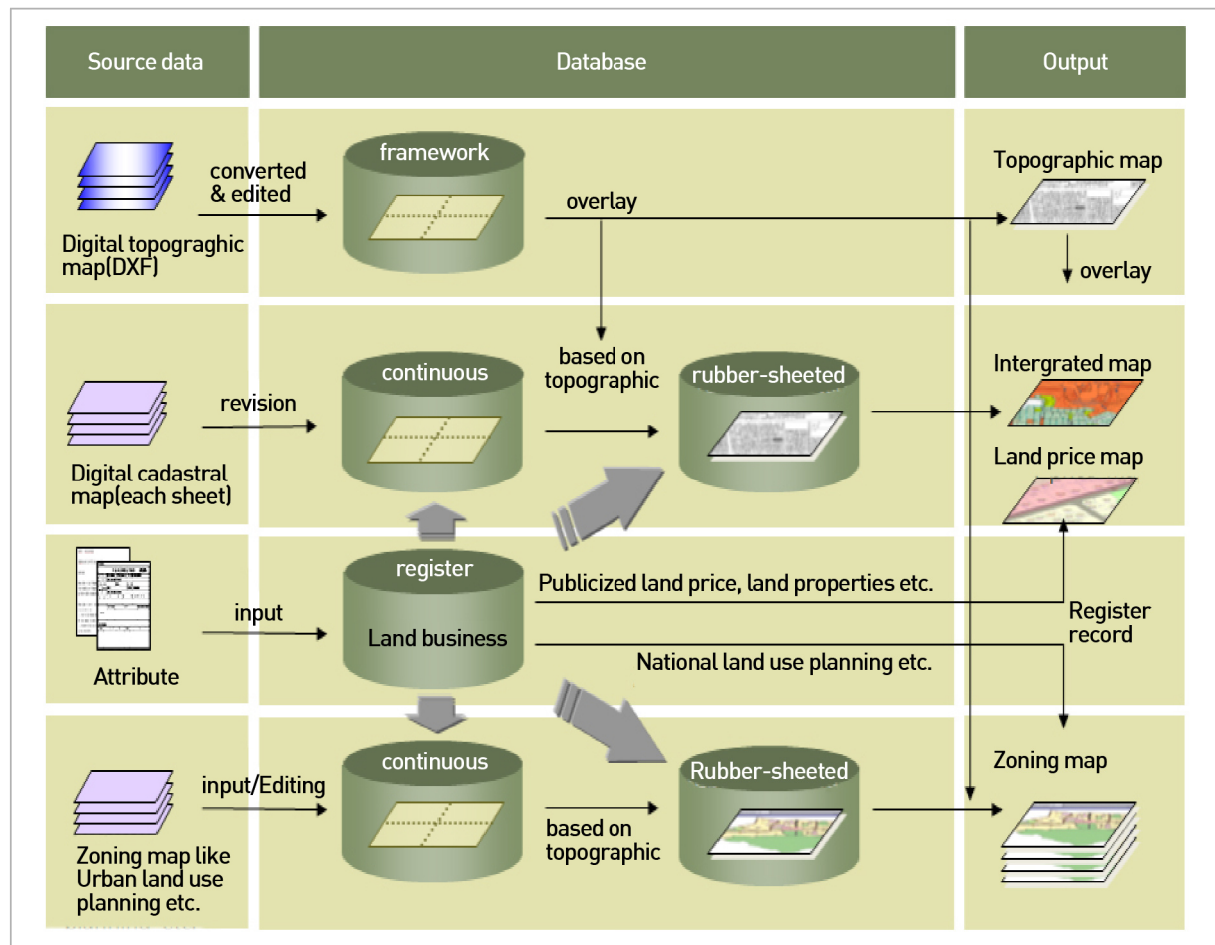 Source data
Database
Output
Digital topograghic
map(DXF)
converted
& edited
framework
overlay
Topographic map
overlay
Digital cadastral
map(each sheet)
revision
continuous
based on
topographic
rubber-sheeted
Intergrated map
Land price map
Attribute
input
register
Land business
Publicized land price, land properties etc.
National land use planning etc.
Register
record
Zoning map like
Urban land use
planning etc.
input/Editing
continuous
based on
topographic
Rubber-sheeted
Zoning map